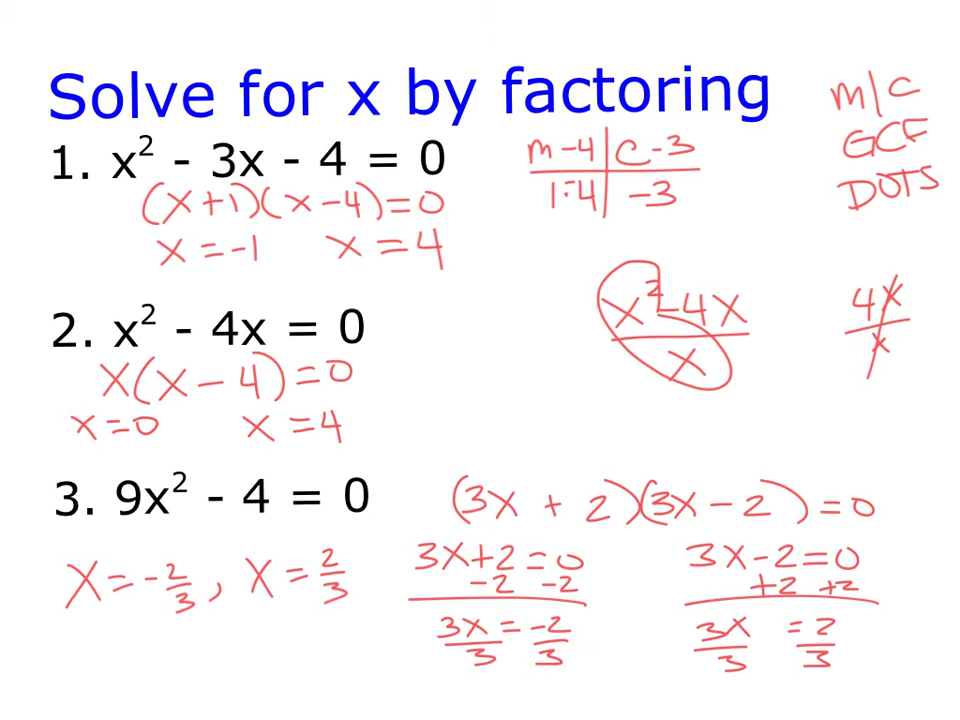 Solve for x by factoring
m/c
GCF
DOTS
1. x² - 3x - 4 = 0
m -4 | c -3
1·-4 | -3
(x+1)(x-4)=0
x=-1 x=4
2. x² - 4x = 0
x²-4x
x
4x
x
x(x-4)=0
x=0 x=4
3. 9x² - 4 = 0
(3x + 2)(3x - 2) = 0
3x+2=0 3x-2=0
-2 -2 +2 +2
3x = -2 3x = 2
3 3 3 3
x = -2/3, x = 2/3